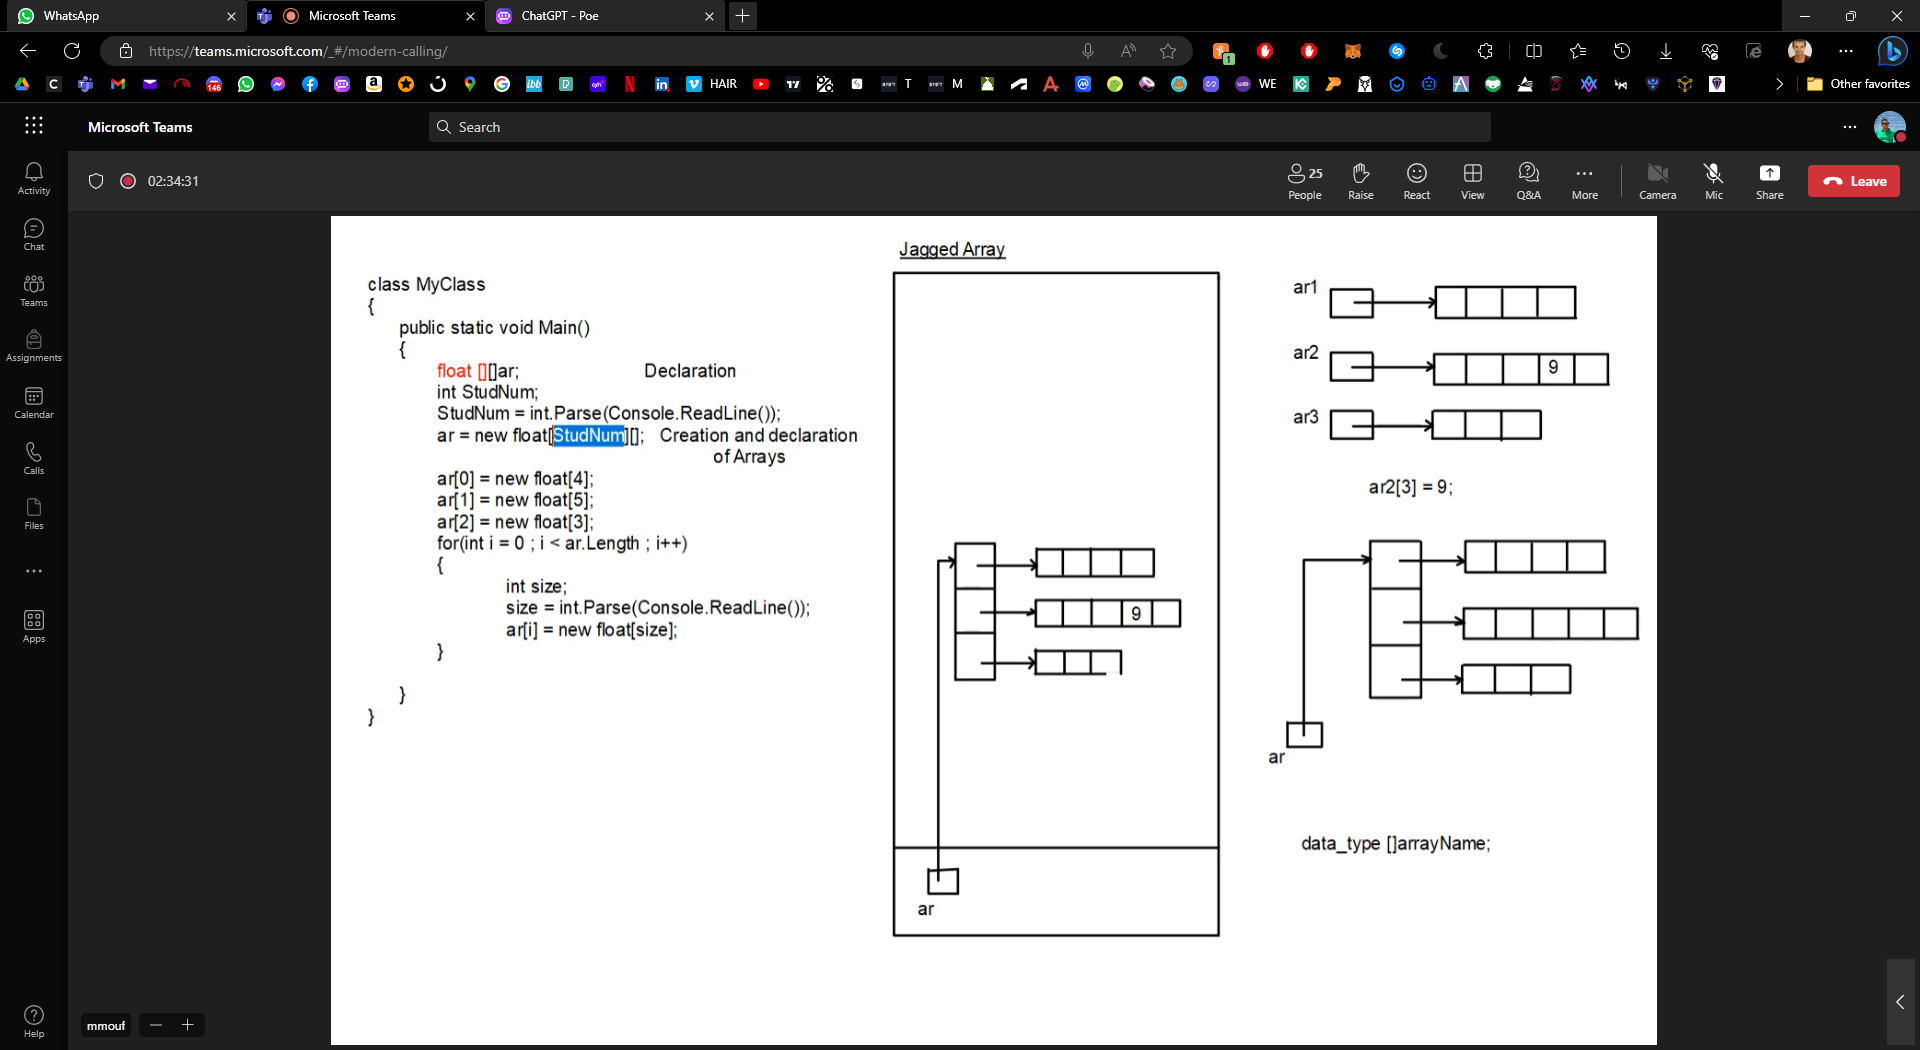 WhatsApp
Microsoft Teams
ChatGPT - Poe
https://teams.microsoft.com/_#/modern-calling/
1
146
ibb
HAIR
T
M
WE
Other favorites
Microsoft Teams
Search
Activity
Chat
Teams
Assignments
Calendar
Calls
Files
Apps
Help
02:34:31
25
People
Raise
React
View
Q&A
More
Camera
Mic
Share
Leave
class MyClass
{
public static void Main()
{
float [][]ar; Declaration
int StudNum;
StudNum = int.Parse(Console.ReadLine());
ar = new float[StudNum][]; Creation and declaration
of Arrays
ar[0] = new float[4];
ar[1] = new float[5];
ar[2] = new float[3];
for(int i = 0 ; i < ar.Length ; i++)
{
int size;
size = int.Parse(Console.ReadLine());
ar[i] = new float[size];
}
}
}
Jagged Array
9
ar
ar1
ar2
9
ar3
ar2[3] = 9;
ar
data_type []arrayName;
mmouf